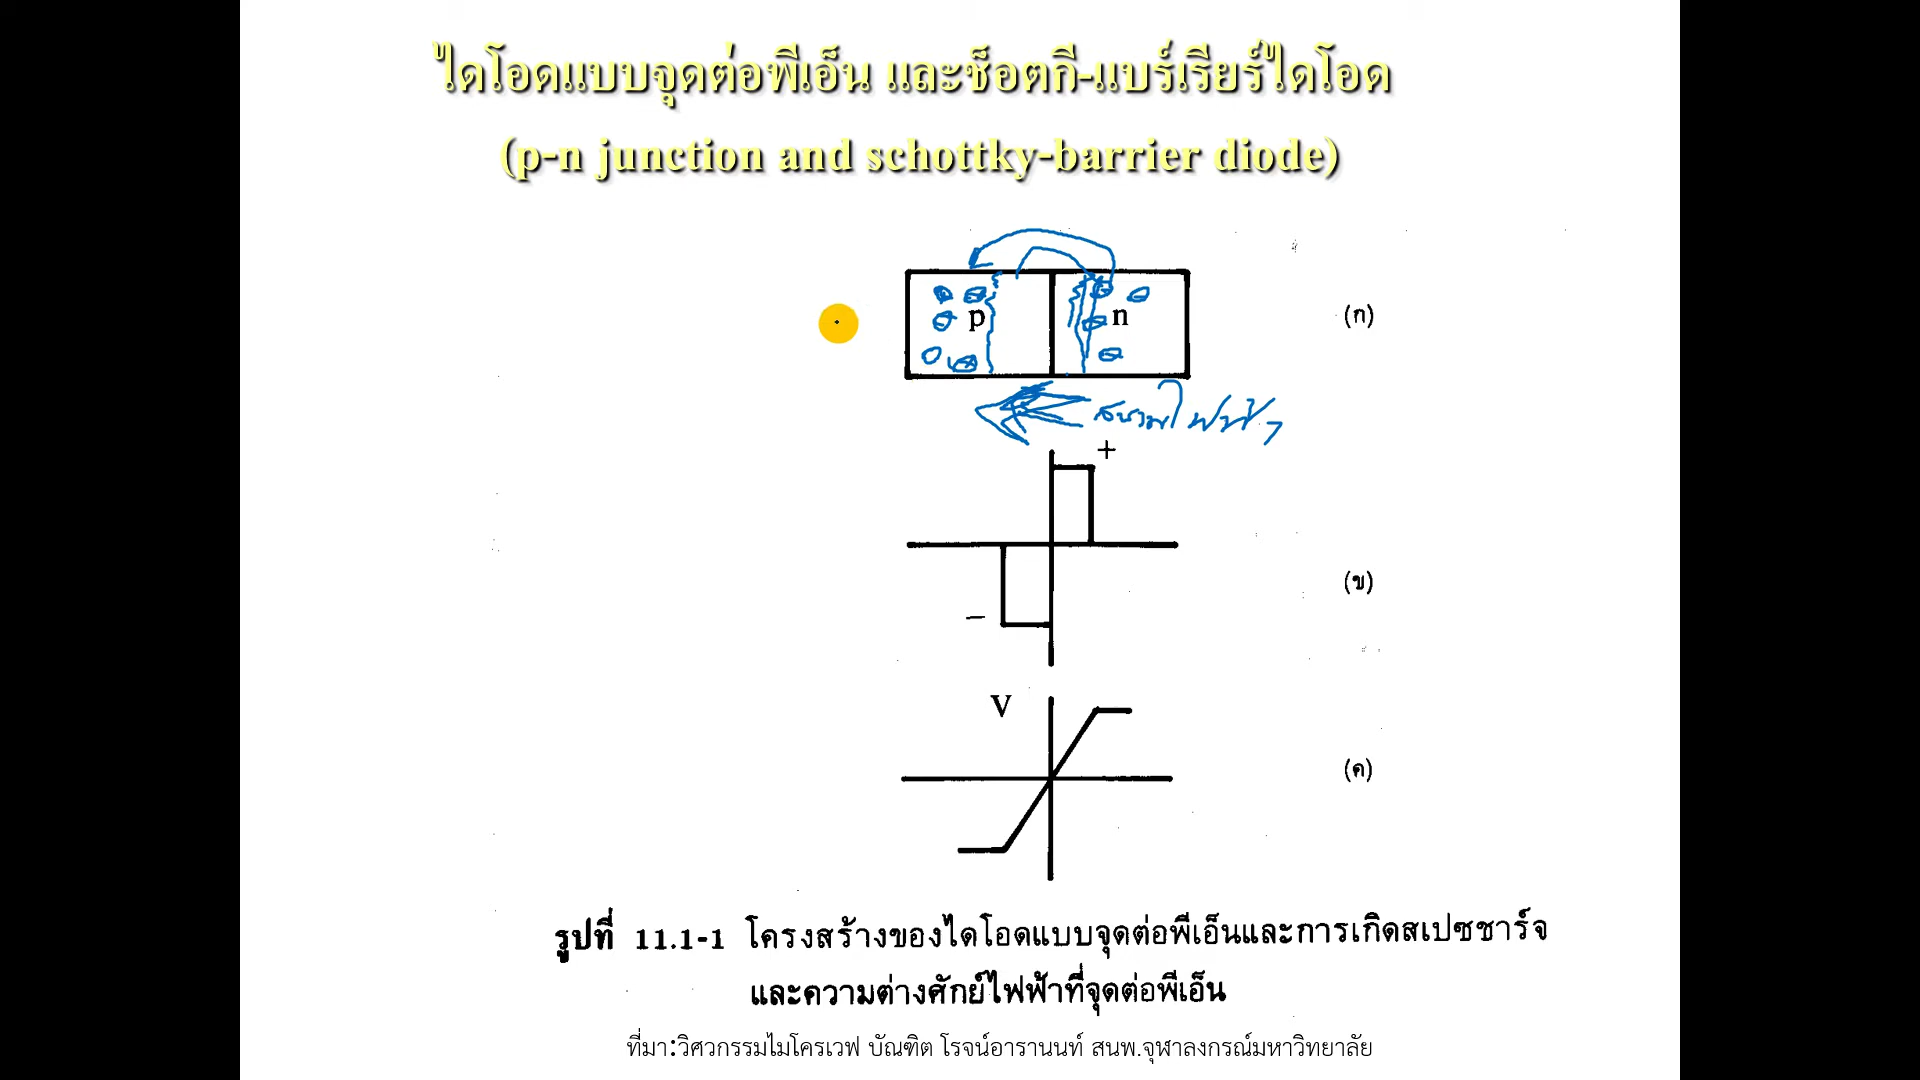 ไดโอดแบบจุดต่อพีเอ็น และช็อตกี-แบร์เรียร์ไดโอด
(p-n junction and schottky-barrier diode)
p n (ก)
สนามไฟฟ้า
+
(ข)
−
V
(ค)
รูปที่ 11.1-1 โครงสร้างของไดโอดแบบจุดต่อพีเอ็นและการเกิดสเปซชาร์จ
และความต่างศักย์ไฟฟ้าที่จุดต่อพีเอ็น
ที่มา:วิศวกรรมไมโครเวฟ บัณฑิต โรจน์อารานนท์ สนพ.จุฬาลงกรณ์มหาวิทยาลัย